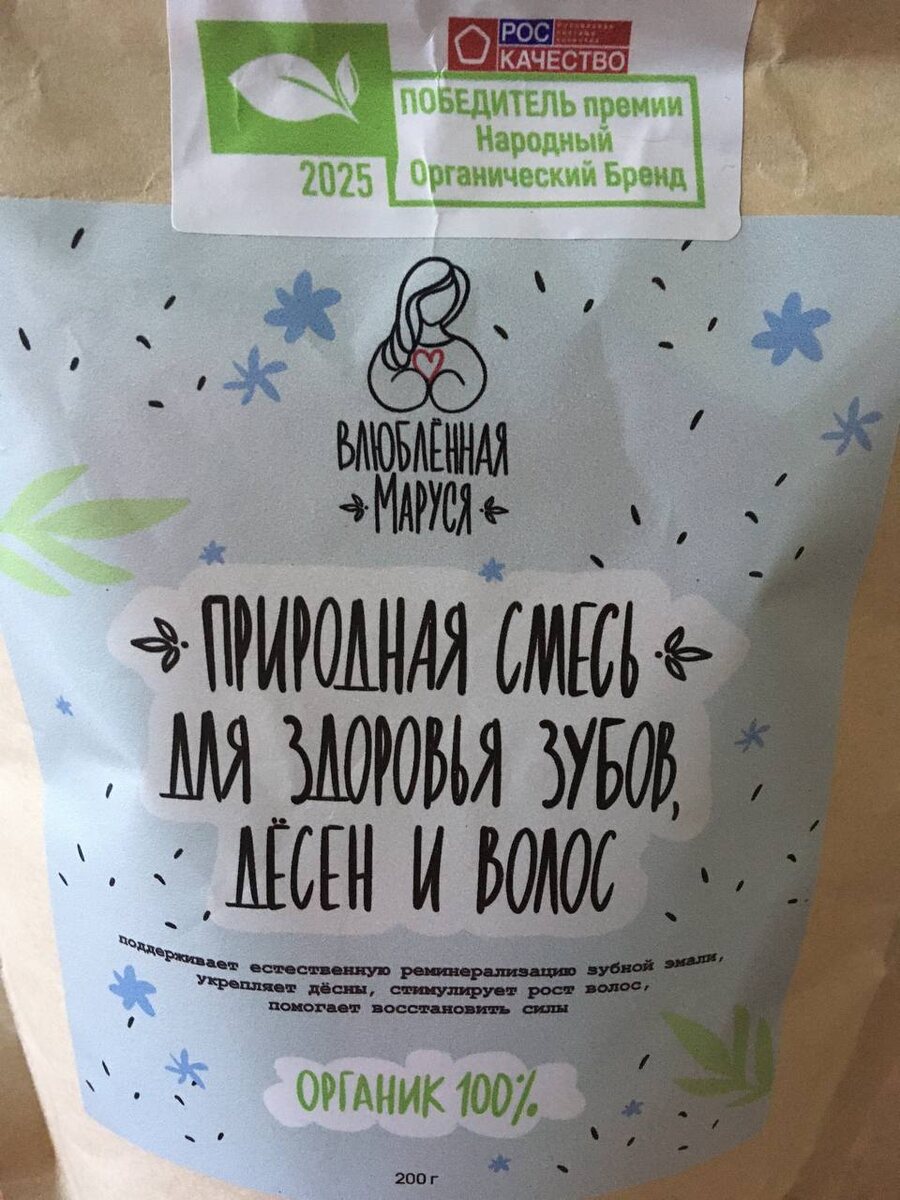 РОС
КАЧЕСТВО
ПОБЕДИТЕЛЬ премии
Народный
Органический Бренд
2025
ВЛЮБЛЁННАЯ
МАРУСЯ
ПРИРОДНАЯ СМЕСЬ
ДЛЯ ЗДОРОВЬЯ ЗУБОВ,
ДЁСЕН И ВОЛОС
поддерживает естественную реминерализацию зубной эмали,
укрепляет дёсны, стимулирует рост волос,
помогает восстановить силы
ОРГАНИК 100%
200 г